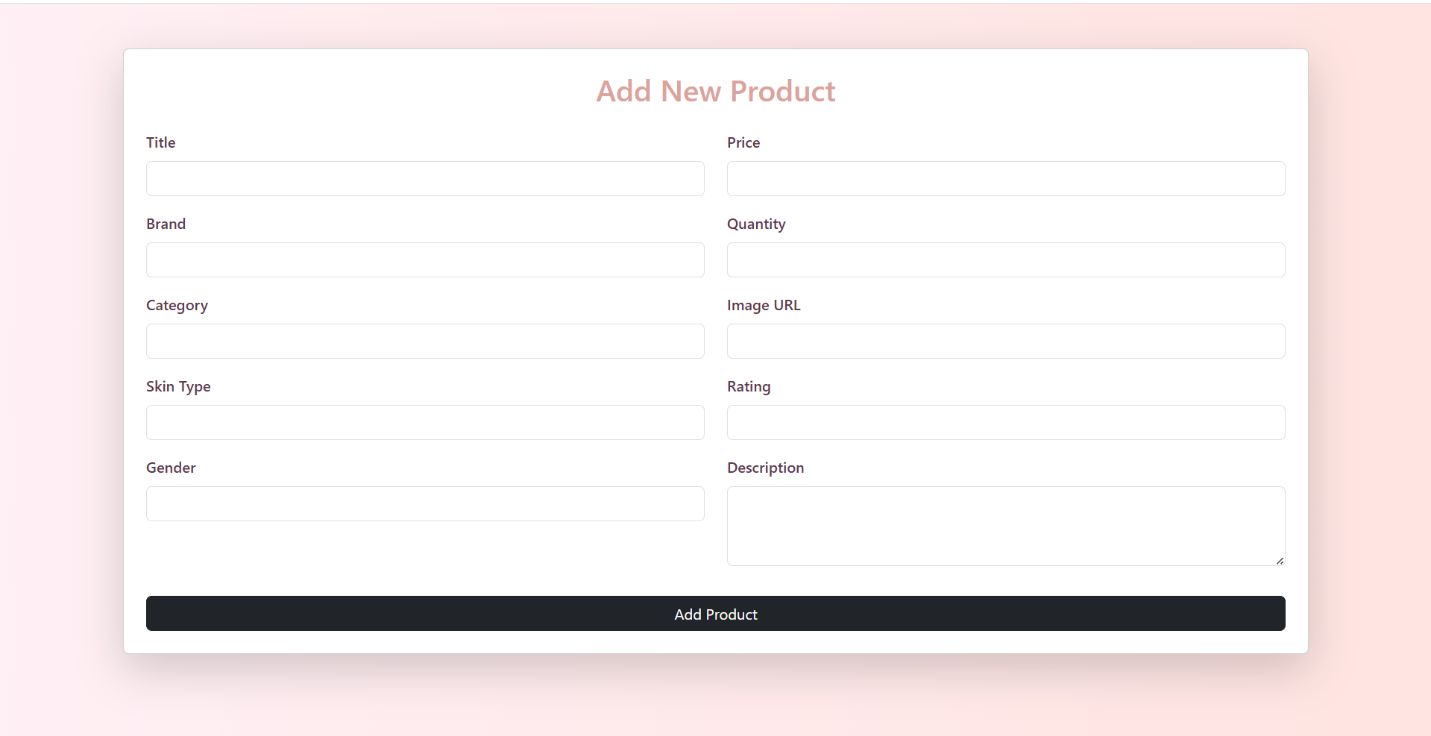 Add New Product
Title
Price
Brand
Quantity
Category
Image URL
Skin Type
Rating
Gender
Description
Add Product